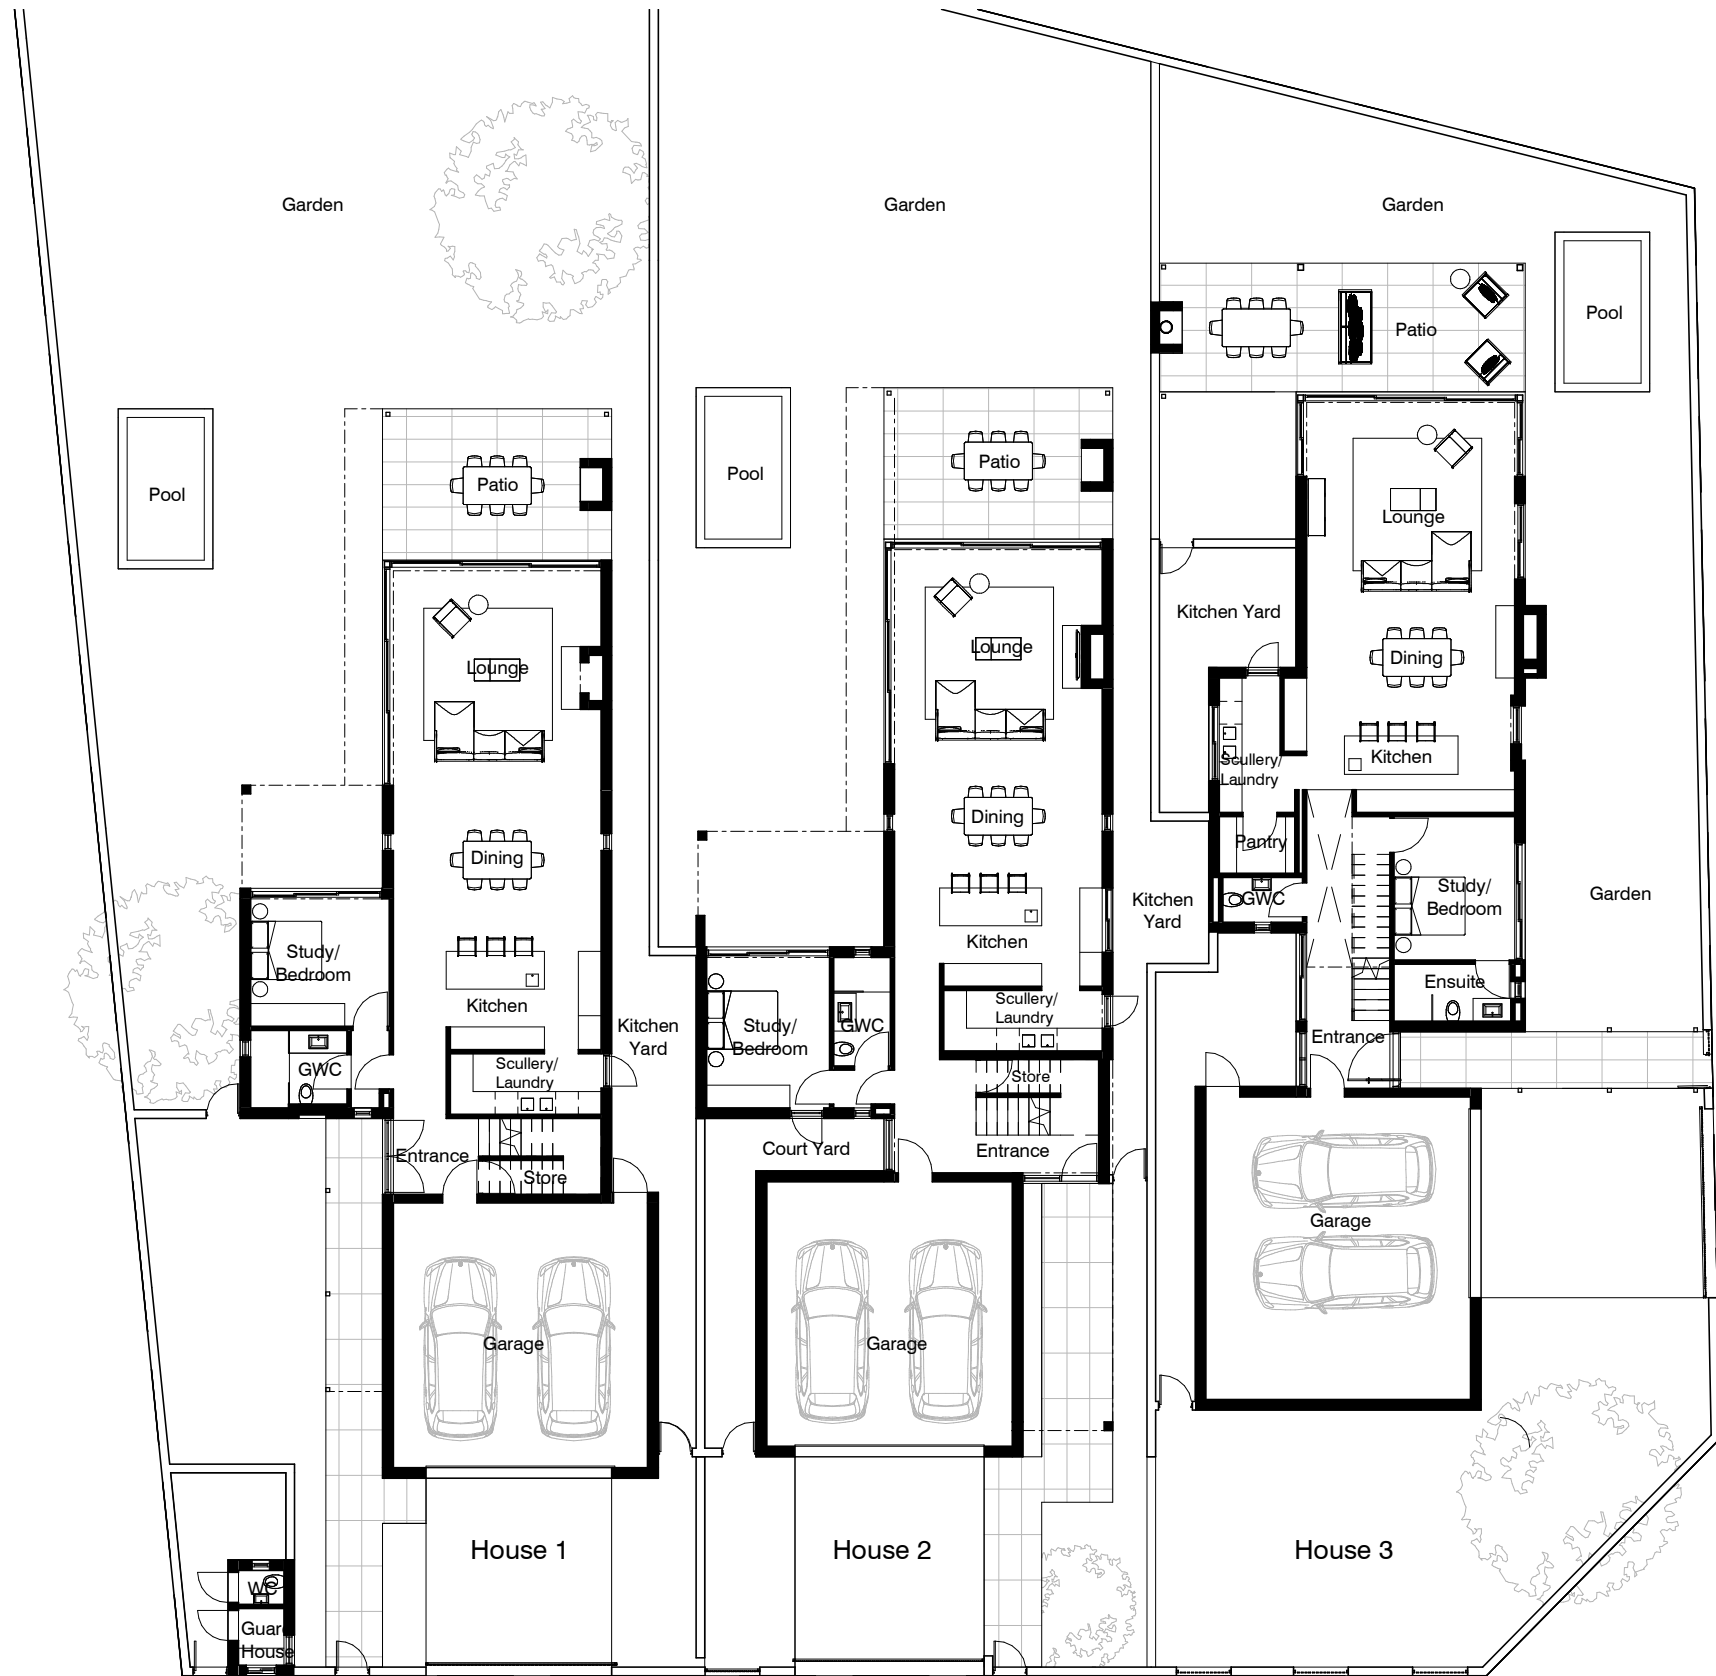 Garden
Garden
Garden
Pool
Patio
Pool
Patio
Pool
Patio
Lounge
Lounge
Lounge
Kitchen Yard
Dining
Dining
Dining
Kitchen
Scullery/
Laundry
Pantry
GWC
Study/
Bedroom
Garden
Kitchen
Yard
Ensuite
Entrance
Study/
Bedroom
Kitchen
GWC
Scullery/
Laundry
Kitchen
Yard
Kitchen
Scullery/
Laundry
Study/
Bedroom
GWC
Store
Entrance
Store
Court Yard
Entrance
Garage
Garage
Garage
House 1
House 2
House 3
WC
Guard
House